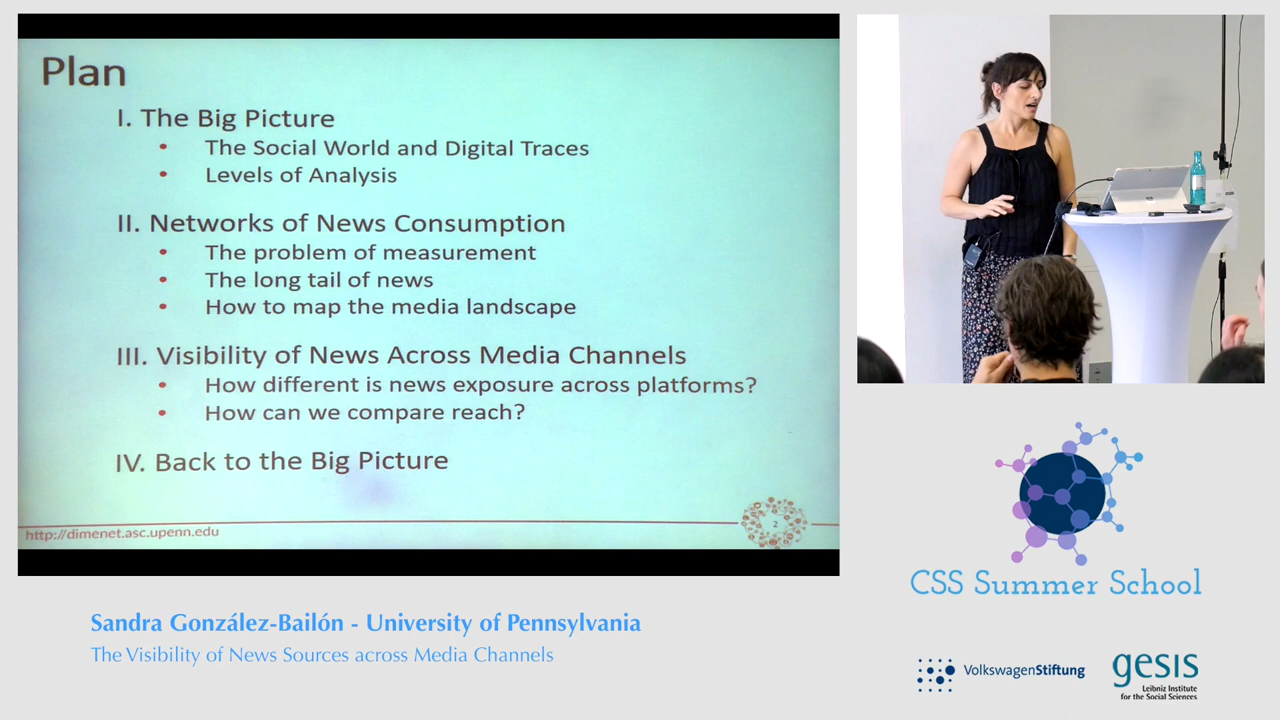 Plan
I. The Big Picture
• The Social World and Digital Traces
• Levels of Analysis
II. Networks of News Consumption
• The problem of measurement
• The long tail of news
• How to map the media landscape
III. Visibility of News Across Media Channels
• How different is news exposure across platforms?
• How can we compare reach?
IV. Back to the Big Picture
http://dimenet.asc.upenn.edu
2
Sandra González-Bailón - University of Pennsylvania
The Visibility of News Sources across Media Channels
CSS Summer School
VolkswagenStiftung
gesis
Leibniz Institute
for the Social Sciences